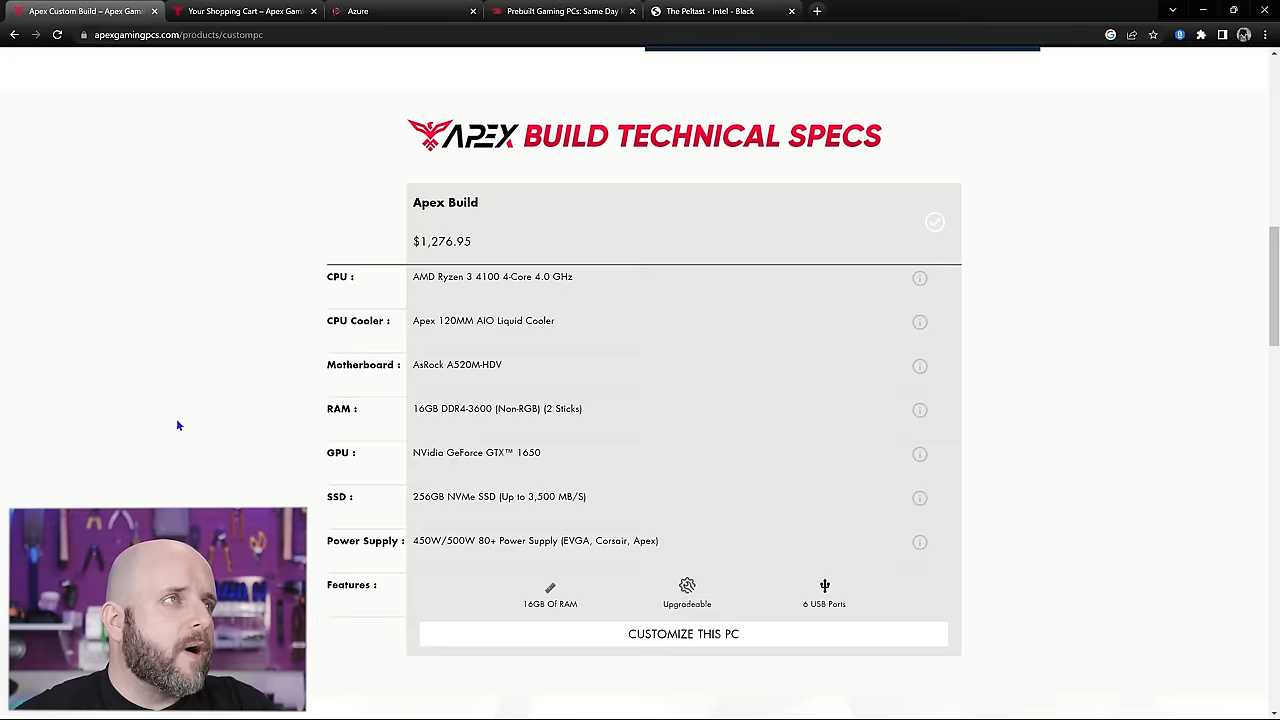 Apex Custom Build – Apex Gami
Your Shopping Cart – Apex Gam
Azure
Prebuilt Gaming PCs: Same Day
The Peltast - Intel - Black
apexgamingpcs.com/products/custompc
APEX BUILD TECHNICAL SPECS
Apex Build
$1,276.95
CPU : AMD Ryzen 3 4100 4-Core 4.0 GHz
CPU Cooler : Apex 120MM AIO Liquid Cooler
Motherboard : AsRock A520M-HDV
RAM : 16GB DDR4-3600 (Non-RGB) (2 Sticks)
GPU : NVidia GeForce GTX™ 1650
SSD : 256GB NVMe SSD (Up to 3,500 MB/S)
Power Supply : 450W/500W 80+ Power Supply (EVGA, Corsair, Apex)
Features :
16GB Of RAM Upgradeable 6 USB Ports
CUSTOMIZE THIS PC